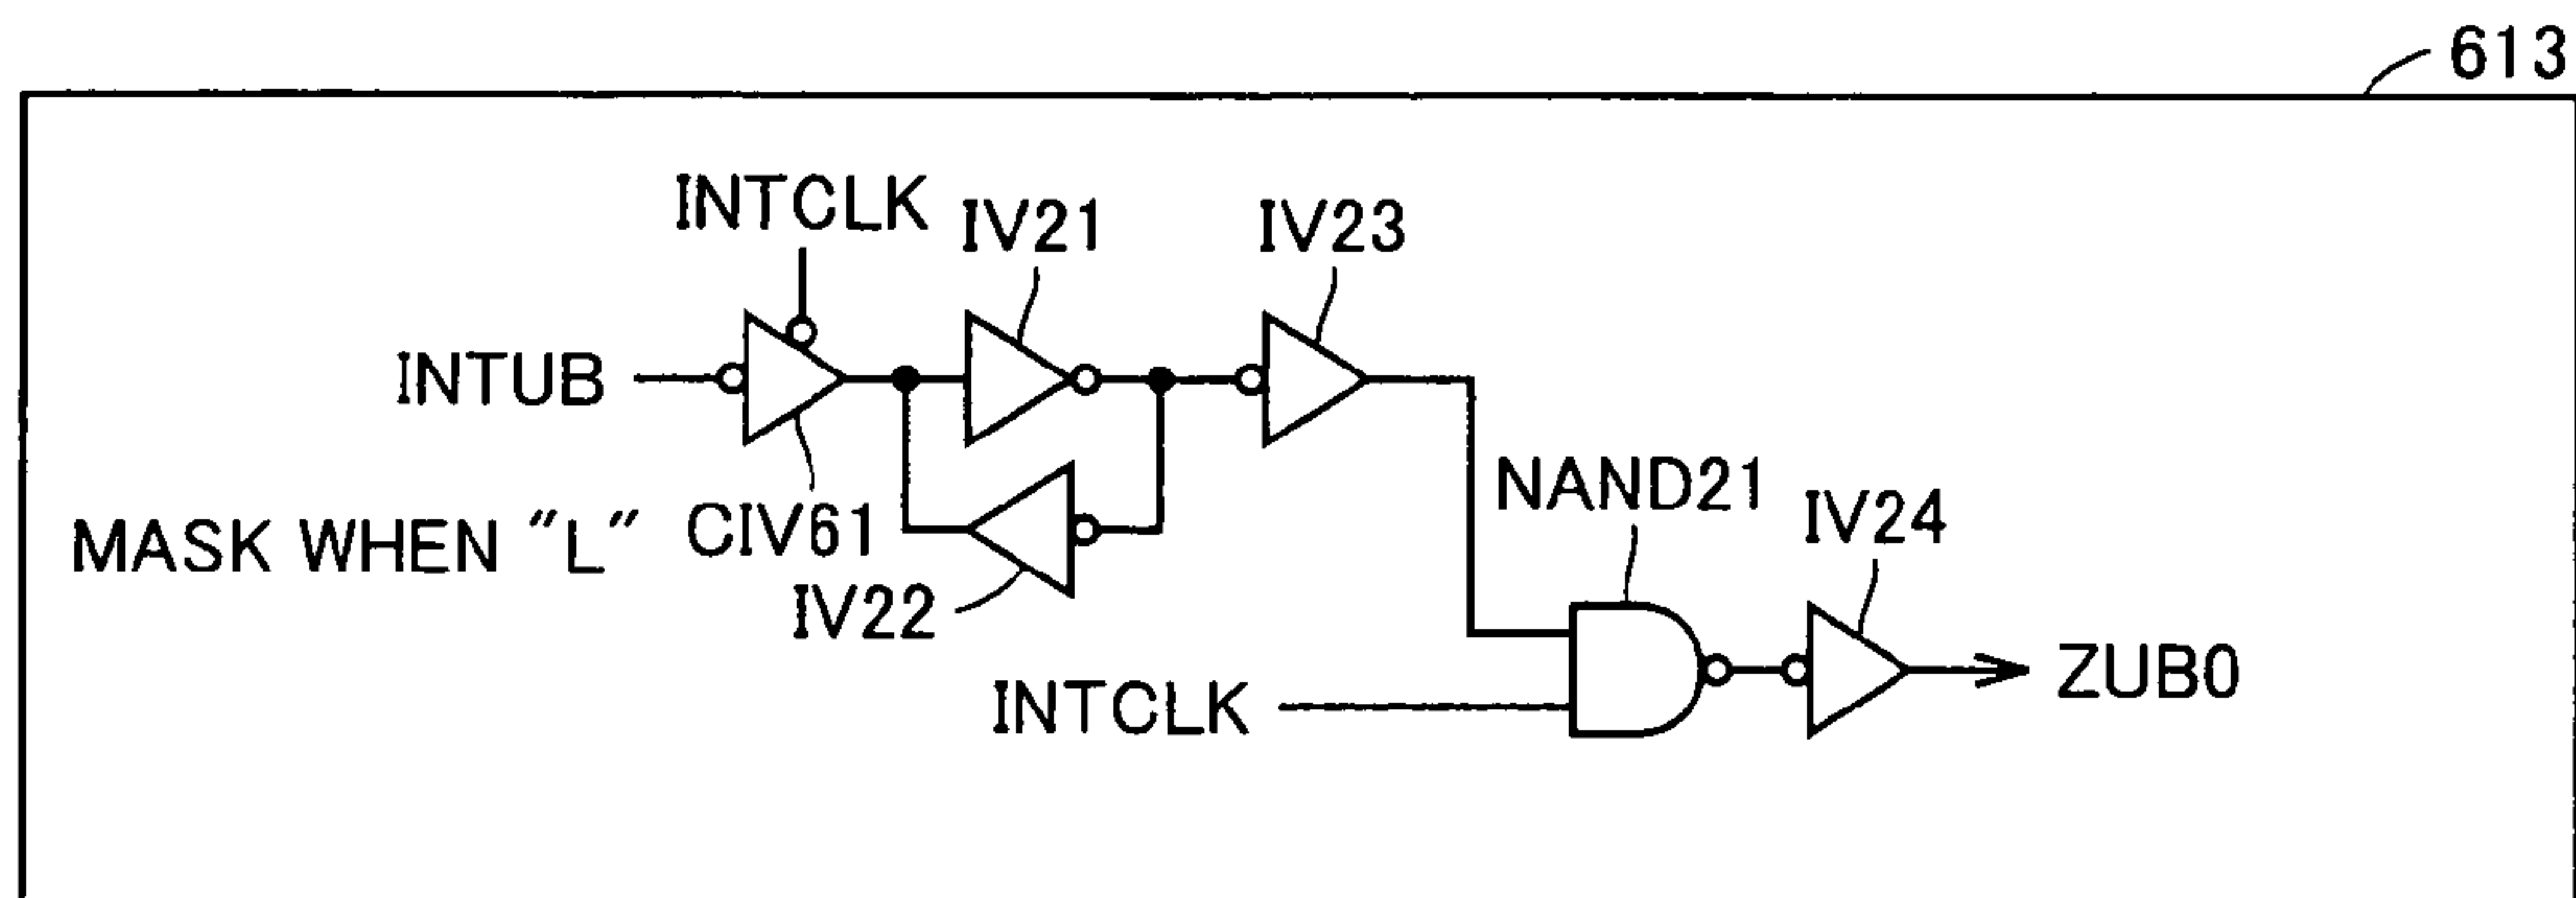 613
INTCLK
IV21
IV23
INTUB
NAND21
IV24
MASK WHEN "L"
CIV61
IV22
INTCLK
ZUB0